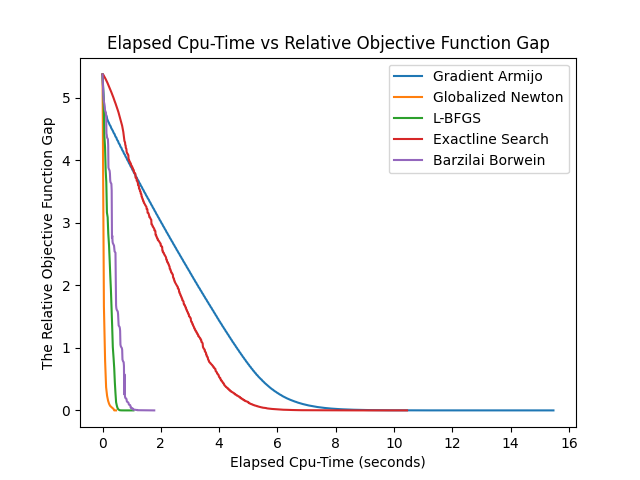 Elapsed Cpu-Time vs Relative Objective Function Gap
Gradient Armijo
Globalized Newton
L-BFGS
Exactline Search
Barzilai Borwein
The Relative Objective Function Gap
5
4
3
2
1
0
0 2 4 6 8 10 12 14 16
Elapsed Cpu-Time (seconds)